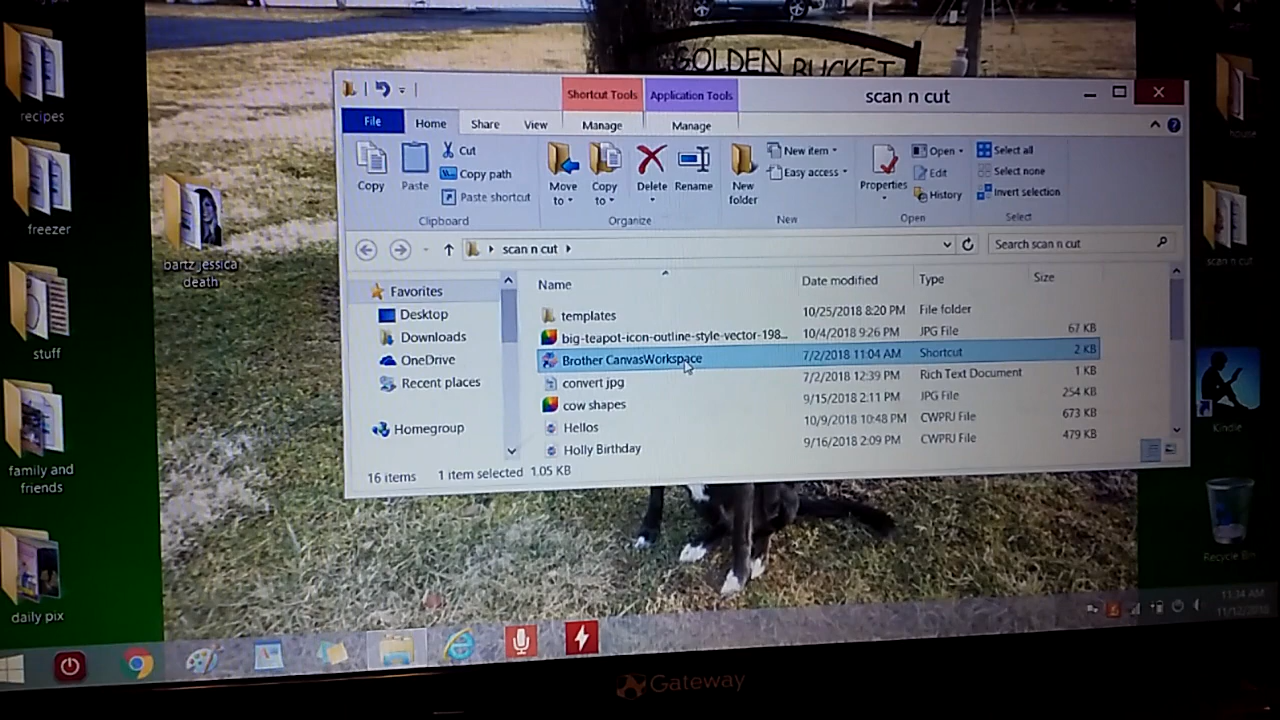 GOLDEN BUCKET
recipes
freezer
stuff
family and
friends
daily pix
bartz jessica
death
Shortcut Tools
Application Tools
scan n cut
File
Home
Share
View
Manage
Manage
Copy
Paste
Cut
Copy path
Paste shortcut
Clipboard
Move
to
Copy
to
Delete
Rename
Organize
New
folder
New item
Easy access
New
Properties
Open
Edit
History
Open
Select all
Select none
Invert selection
Select
scan n cut
Search scan n cut
Favorites
Desktop
Downloads
OneDrive
Recent places
Homegroup
Name Date modified Type Size
templates 10/25/2018 8:20 PM File folder
big-teapot-icon-outline-style-vector-198... 10/4/2018 9:26 PM JPG File 67 KB
Brother CanvasWorkspace 7/2/2018 11:04 AM Shortcut 2 KB
convert jpg 7/2/2018 12:39 PM Rich Text Document 1 KB
cow shapes 9/15/2018 2:11 PM JPG File 254 KB
Hellos 10/9/2018 10:48 PM CWPRJ File 673 KB
Holly Birthday 9/16/2018 2:09 PM CWPRJ File 479 KB
16 items 1 item selected 1.05 KB
house
scan n cut
Kindle
Recycle Bin
11:34 AM
Gateway